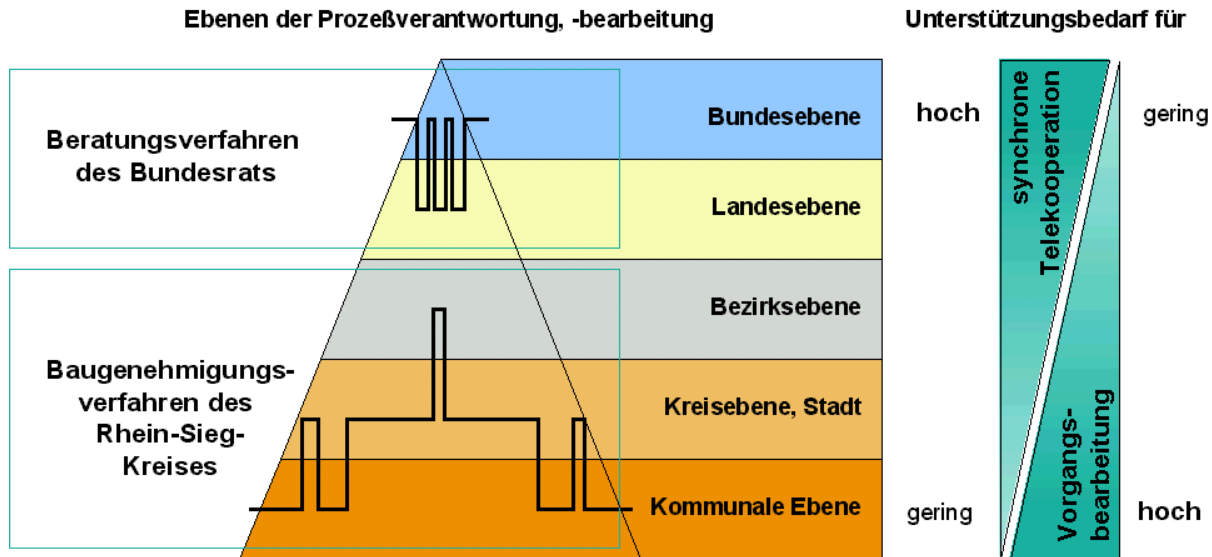 Ebenen der Prozeßverantwortung, -bearbeitung
Unterstützungsbedarf für
Beratungsverfahren
des Bundesrats
Baugenehmigungs-
verfahren des
Rhein-Sieg-
Kreises
Bundesebene
Landesebene
Bezirksebene
Kreisebene, Stadt
Kommunale Ebene
hoch
gering
synchrone
Telekooperation
gering
Vorgangs-
bearbeitung
hoch